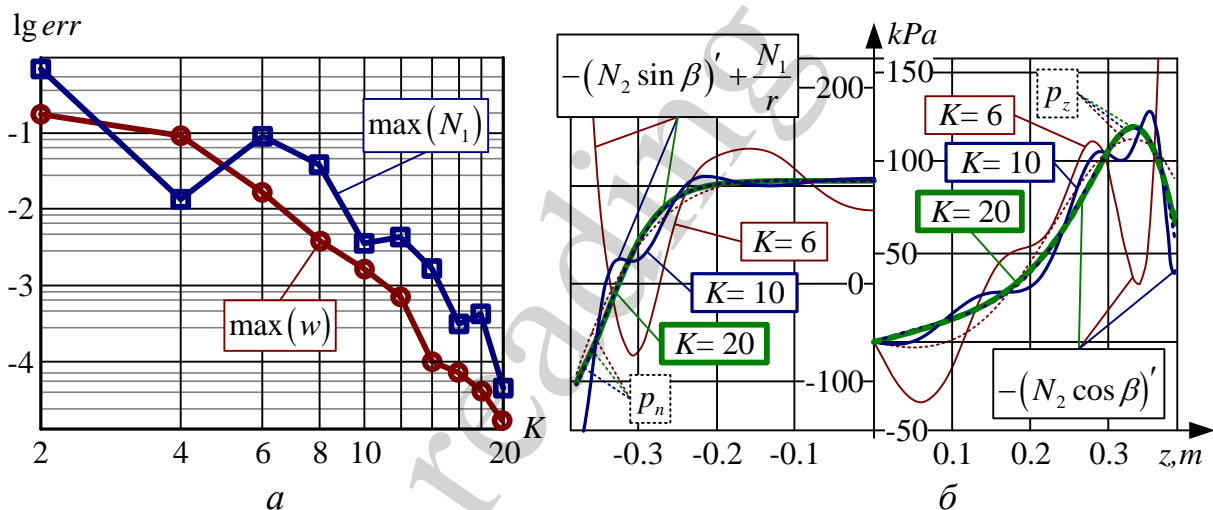 lg err
-1
-2
-3
-4
max(N₁)
max(w)
K
2 4 6 8 10 20
а
-(N₂ sin β)′ + N₁/r
kPa
200
150
100
0
50
-100
-50
K= 6
K= 10
K= 20
pₙ
p_z
K= 6
K= 10
K= 20
-(N₂ cos β)′
-0.3 -0.2 -0.1 0.1 0.2 0.3 z,m
б
reading